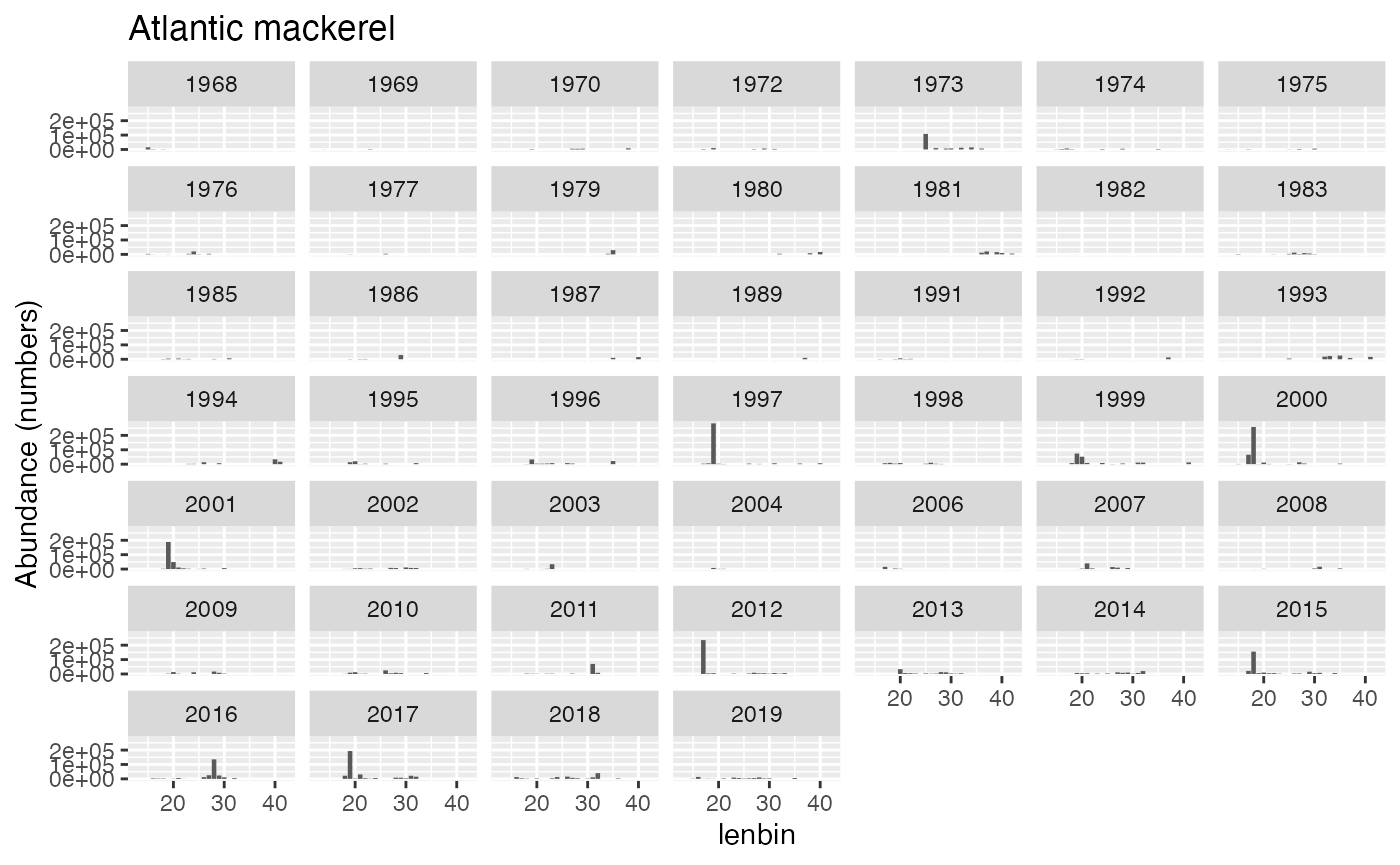 Atlantic mackerel
1968 1969 1970 1972 1973 1974 1975
2e+05
1e+05
0e+00
1976 1977 1979 1980 1981 1982 1983
2e+05
1e+05
0e+00
1985 1986 1987 1989 1991 1992 1993
2e+05
1e+05
0e+00
1994 1995 1996 1997 1998 1999 2000
2e+05
1e+05
0e+00
2001 2002 2003 2004 2006 2007 2008
2e+05
1e+05
0e+00
2009 2010 2011 2012 2013 2014 2015
2e+05
1e+05
0e+00
20 30 40 20 30 40 20 30 40
2016 2017 2018 2019
2e+05
1e+05
0e+00
20 30 40 20 30 40 20 30 40 20 30 40
lenbin
Abundance (numbers)